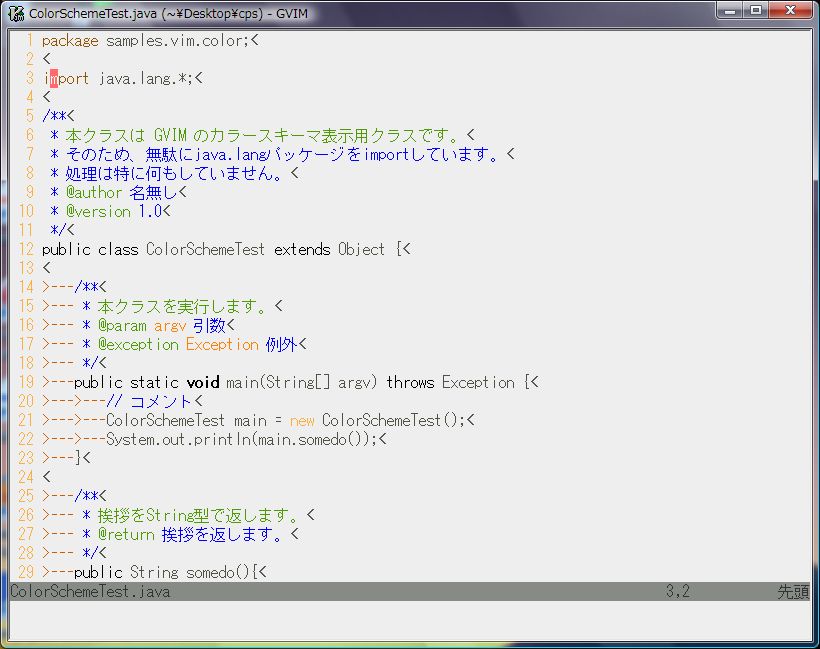 ColorSchemeTest.java (~¥Desktop¥cps) - GVIM
1 package samples.vim.color;<
2 <
3 import java.lang.*;<
4 <
5 /**<
6  * 本クラスは GVIM のカラースキーマ表示用クラスです。<
7  * そのため、無駄にjava.langパッケージをimportしています。<
8  * 処理は特に何もしていません。<
9  * @author 名無し<
10  * @version 1.0<
11  */<
12 public class ColorSchemeTest extends Object {<
13 <
14 >---/**<
15 >--- * 本クラスを実行します。<
16 >--- * @param argv 引数<
17 >--- * @exception Exception 例外<
18 >--- */<
19 >---public static void main(String[] argv) throws Exception {<
20 >--->---// コメント<
21 >--->---ColorSchemeTest main = new ColorSchemeTest();<
22 >--->---System.out.println(main.somedo());<
23 >---}<
24 <
25 >---/**<
26 >--- * 挨拶をString型で返します。<
27 >--- * @return 挨拶を返します。<
28 >--- */<
29 >---public String somedo(){<
ColorSchemeTest.java 3,2 先頭